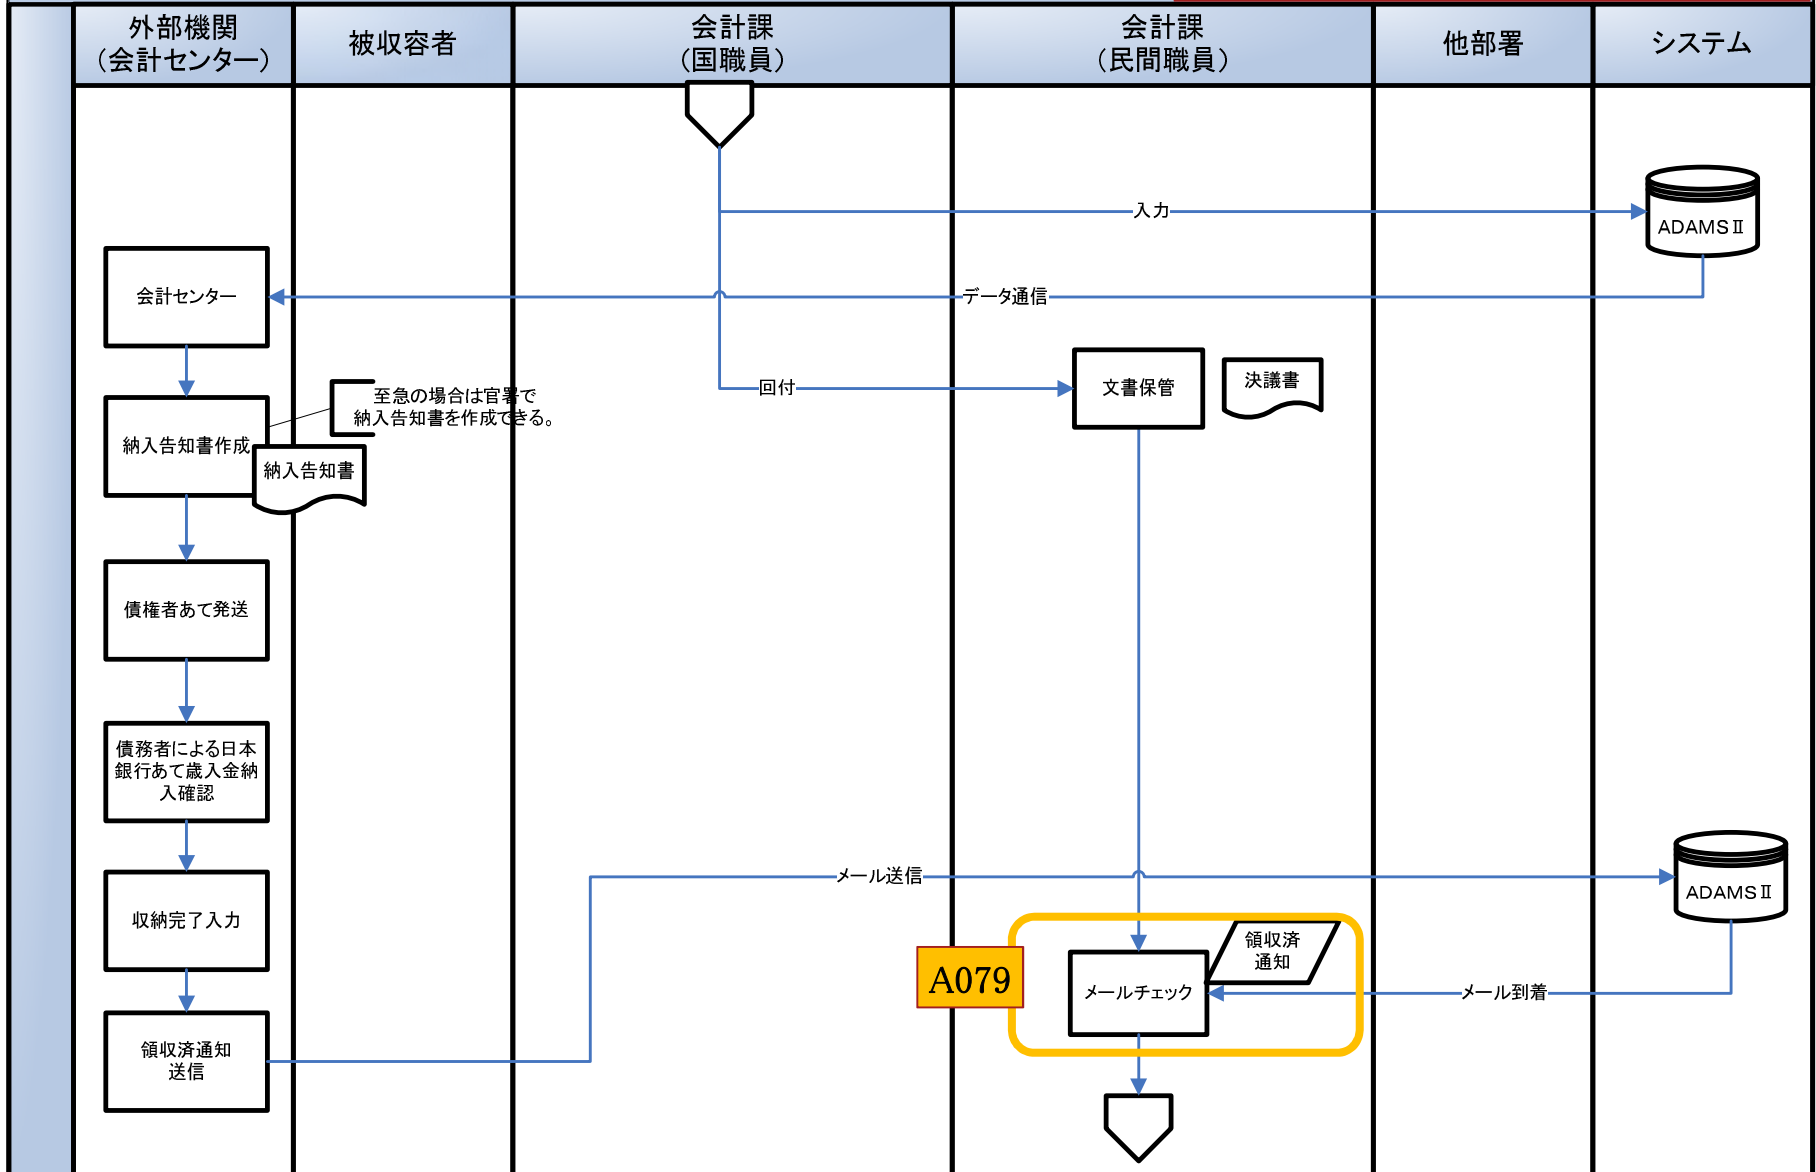 外部機関
（会計センター）
被収容者
会計課
（国職員）
会計課
（民間職員）
他部署
システム
入力
ADAMSⅡ
会計センター
データ通信
回付
文書保管
決議書
至急の場合は官署で
納入告知書を作成できる。
納入告知書作成
納入告知書
債権者あて発送
債務者による日本
銀行あて歳入金納
入確認
メール送信
ADAMSⅡ
収納完了入力
領収済
通知
A079
メールチェック
メール到着
領収済通知
送信